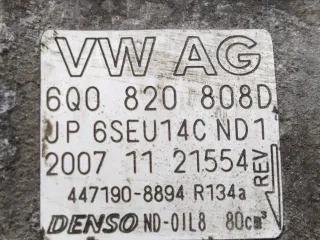 VW AG
6Q0 820 808D
JP 6SEU14C ND1
2007 11 21554
REV
447190-8894 R134a
DENSO ND-OIL8 80cm³